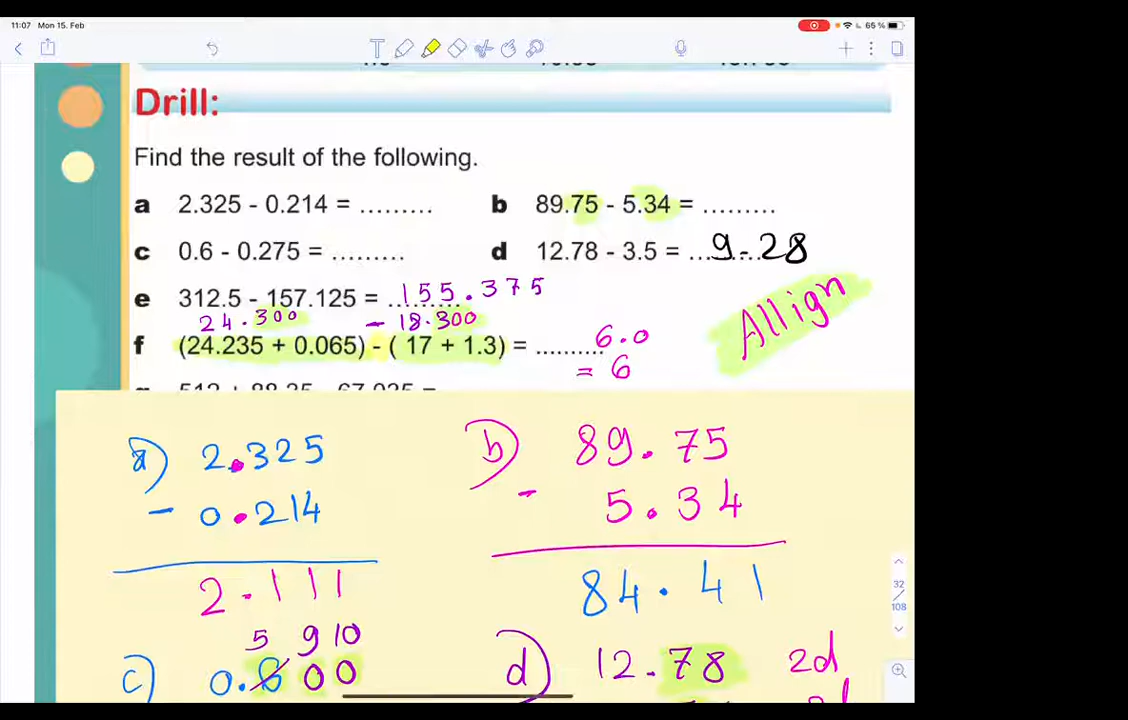 11:07 Mon 15. Feb
65 %
Drill:
Find the result of the following.
a 2.325 - 0.214 = .........
b 89.75 - 5.34 = .........
c 0.6 - 0.275 = .........
d 12.78 - 3.5 = ......... 9.28
e 312.5 - 157.125 = ......... 155.375
24.300 - 18.300
f (24.235 + 0.065) - ( 17 + 1.3) = ......... 6.0
= 6
Allign
a) 2.325
- 0.214
2.111
b) 89.75
- 5.34
84.41
5 9 10
c) 0.600
d) 12.78 2d
32
108